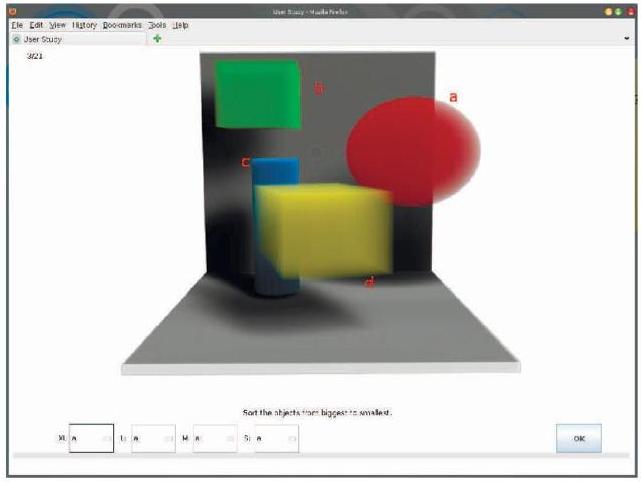 User Study - Mozilla Firefox
File Edit View History Bookmarks Tools Help
User Study
3/21
b
a
c
d
Sort the objects from biggest to smallest.
XL: a L: a M: a S: a OK